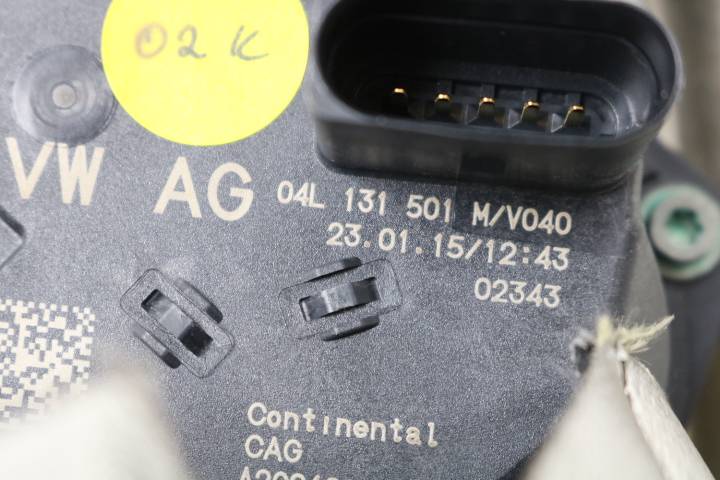 02K
VW AG
04L 131 501 M/V040
23.01.15/12:43
02343
Continental
CAG